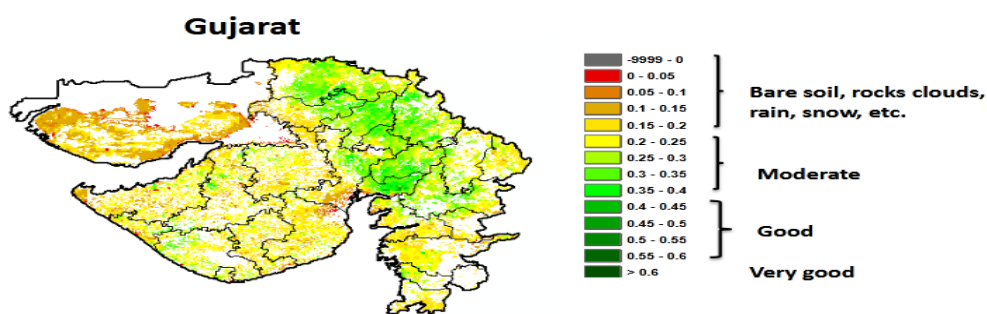 Gujarat
-9999 - 0
0 - 0.05
0.05 - 0.1
0.1 - 0.15
0.15 - 0.2
0.2 - 0.25
0.25 - 0.3
0.3 - 0.35
0.35 - 0.4
0.4 - 0.45
0.45 - 0.5
0.5 - 0.55
0.55 - 0.6
> 0.6
Bare soil, rocks clouds,
rain, snow, etc.
Moderate
Good
Very good